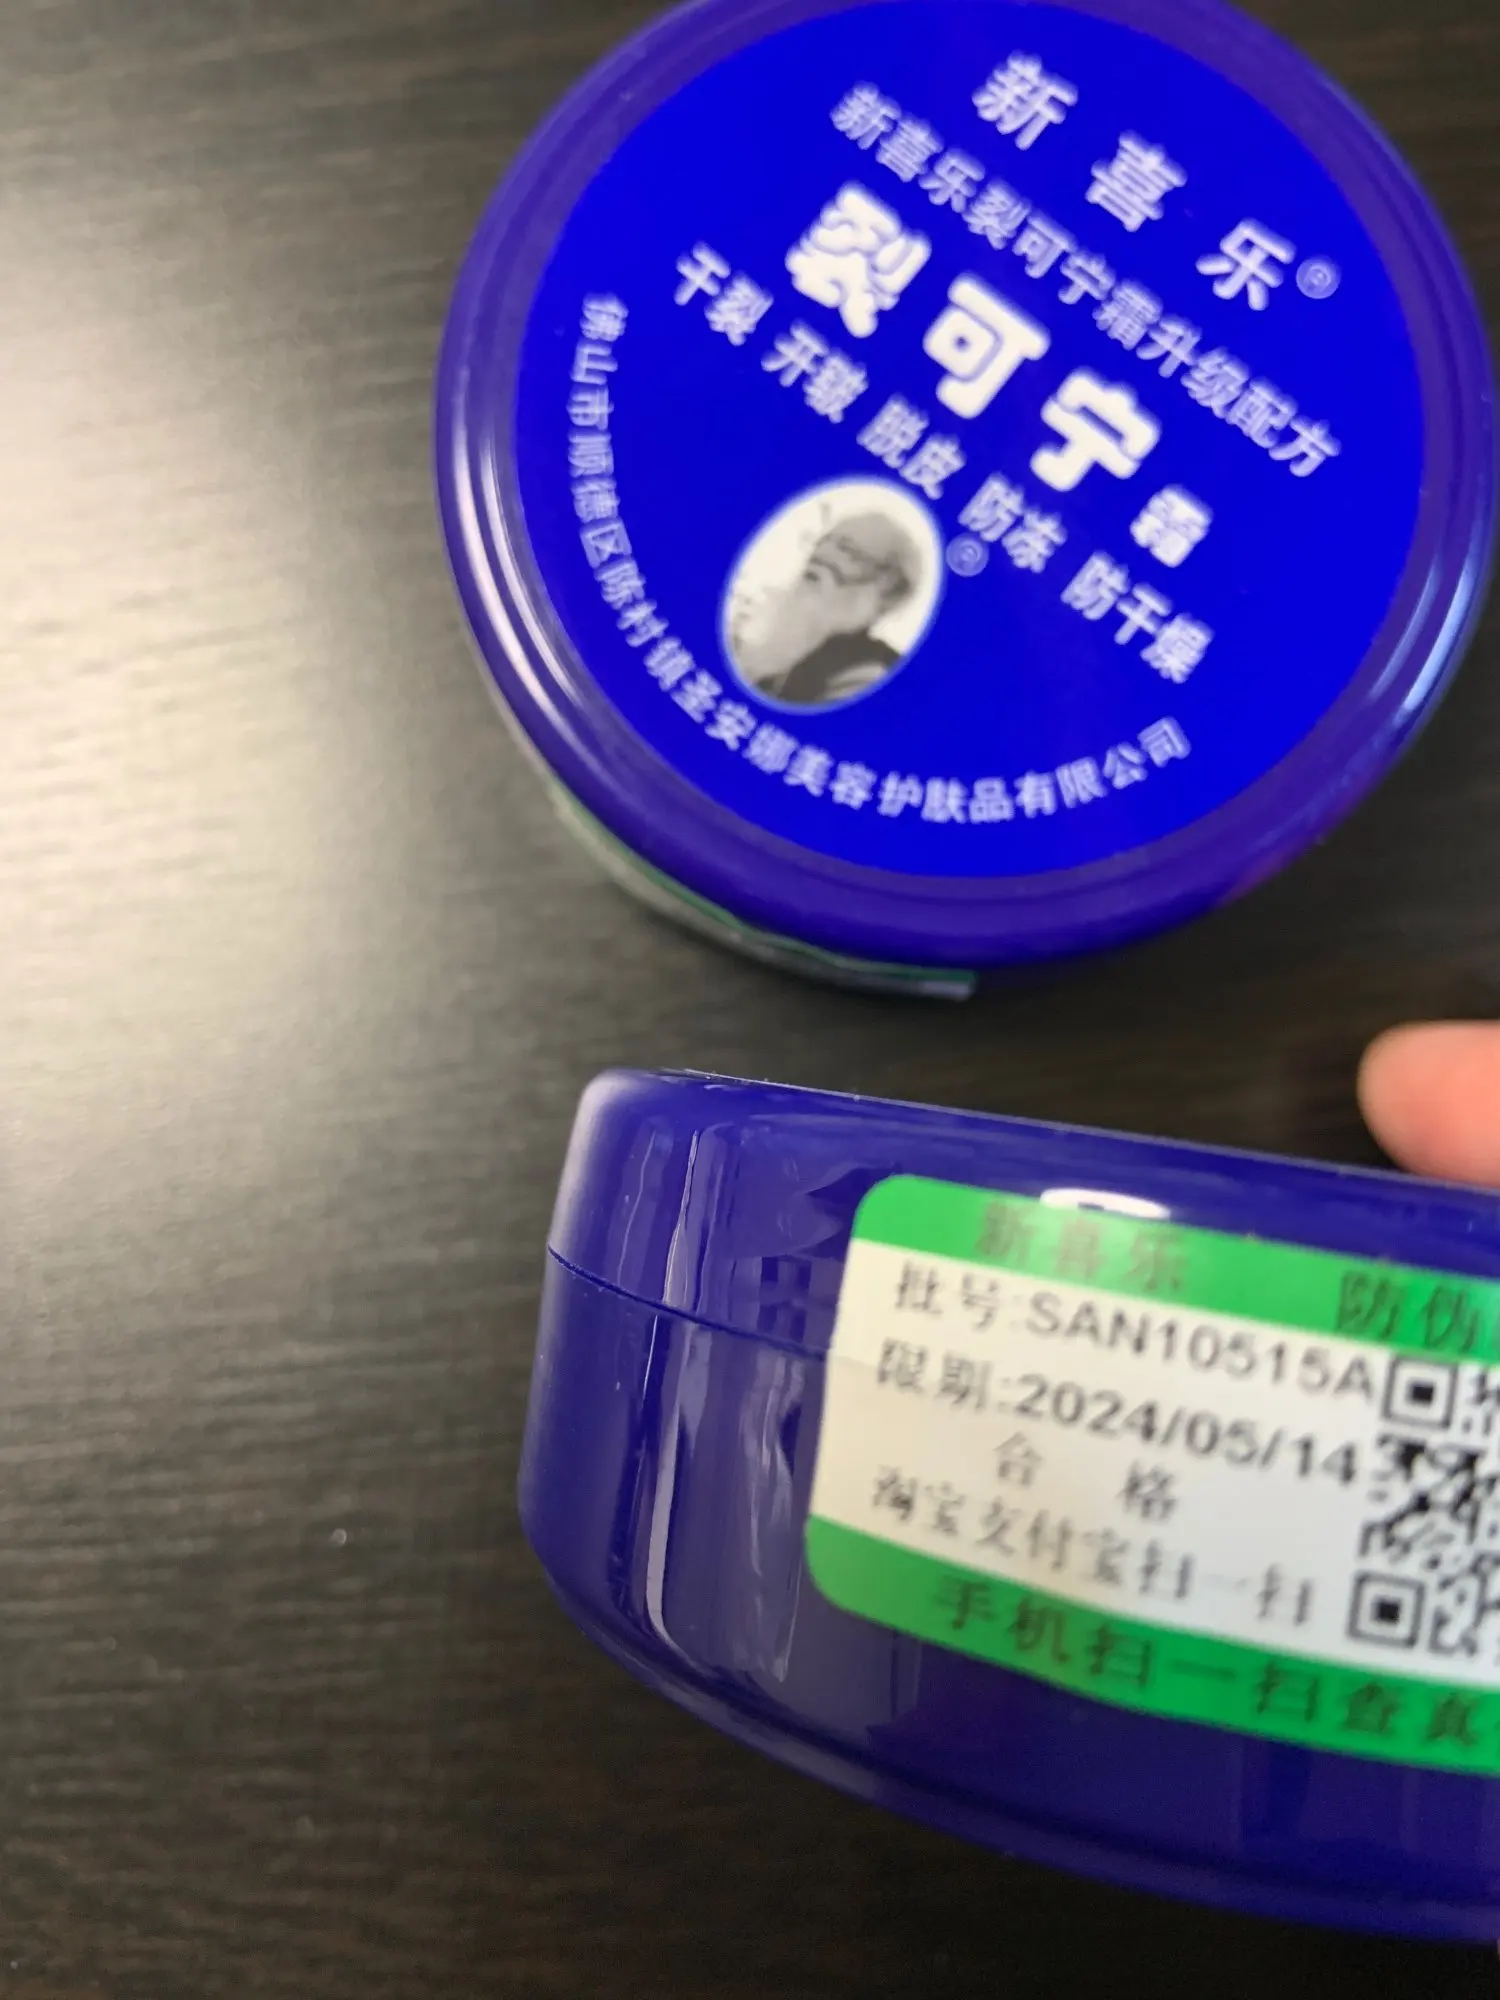 新喜乐®
新喜乐裂可宁霜升级配方
裂可宁霜
干裂 开皲 脱皮 防冻 防干燥
®
佛山市顺德区陈村镇圣安娜美容护肤品有限公司
新喜乐 防伪
批号:SAN10515A
限期:2024/05/14
合 格
淘宝支付宝扫一扫
手机扫一扫查真